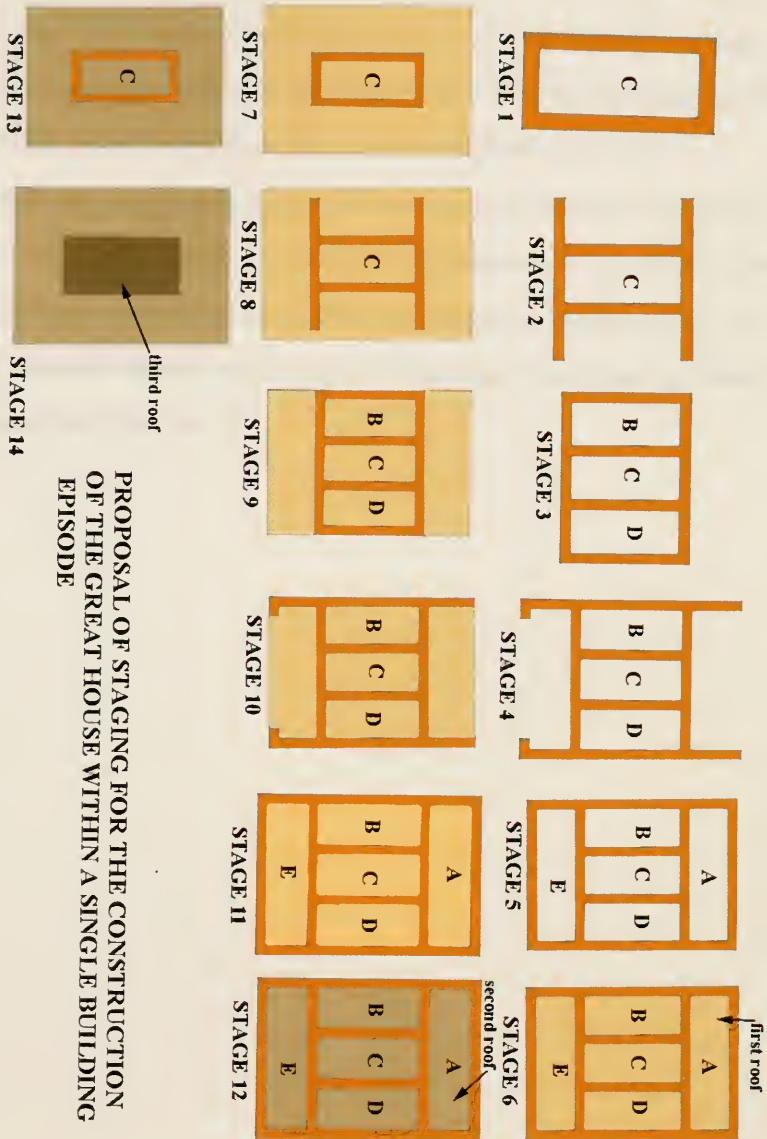 first roof
A
A
C
C
B C D
B C D
B C D
B C D
E
E
STAGE 1
STAGE 2
STAGE 3
STAGE 4
STAGE 5
STAGE 6
second roof
A
A
C
C
B C D
B C D
B C D
B C D
E
E
STAGE 7
STAGE 8
STAGE 9
STAGE 10
STAGE 11
STAGE 12
third roof
C
STAGE 13
STAGE 14
PROPOSAL OF STAGING FOR THE CONSTRUCTION
OF THE GREAT HOUSE WITHIN A SINGLE BUILDING
EPISODE